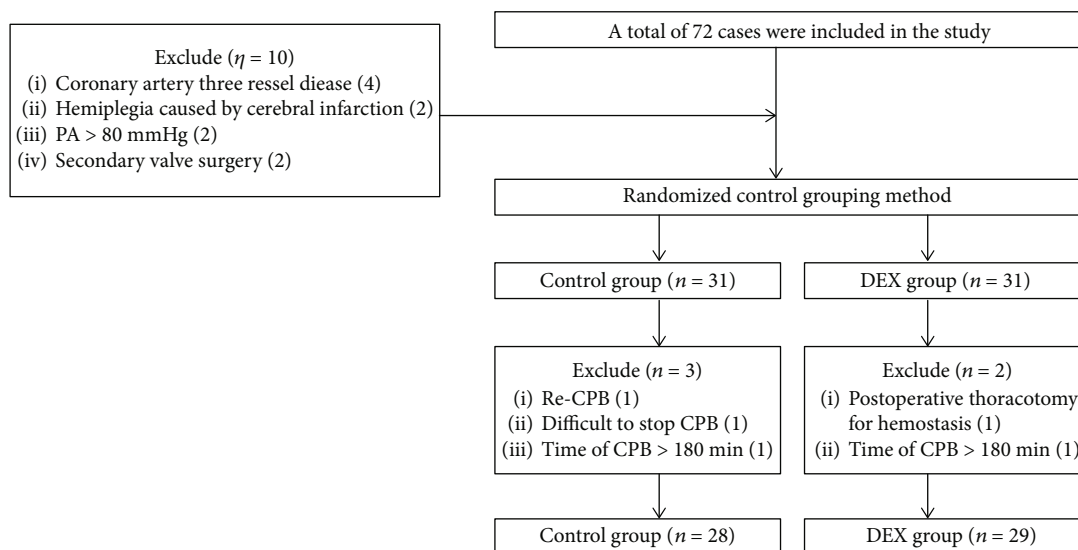 A total of 72 cases were included in the study
Exclude (η = 10)
(i) Coronary artery three ressel disease (4)
(ii) Hemiplegia caused by cerebral infarction (2)
(iii) PA > 80 mmHg (2)
(iv) Secondary valve surgery (2)
Randomized control grouping method
Control group (n = 31)
DEX group (n = 31)
Exclude (n = 3)
(i) Re-CPB (1)
(ii) Difficult to stop CPB (1)
(iii) Time of CPB > 180 min (1)
Exclude (n = 2)
(i) Postoperative thoracotomy
for hemostasis (1)
(ii) Time of CPB > 180 min (1)
Control group (n = 28)
DEX group (n = 29)